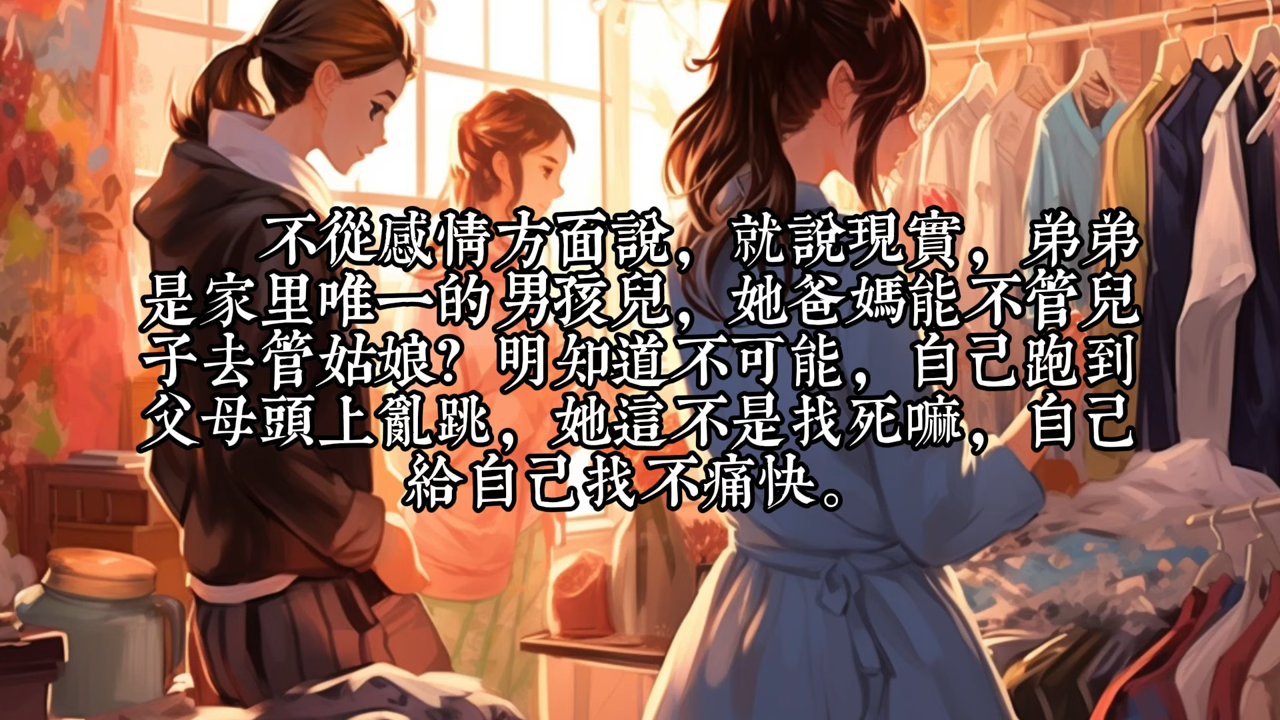 不從感情方面說，就說現實，弟弟
是家里唯一的男孩兒，她爸媽能不管兒
子去管姑娘？明知道不可能，自己跑到
父母頭上亂跳，她這不是找死嘛，自己
給自己找不痛快。